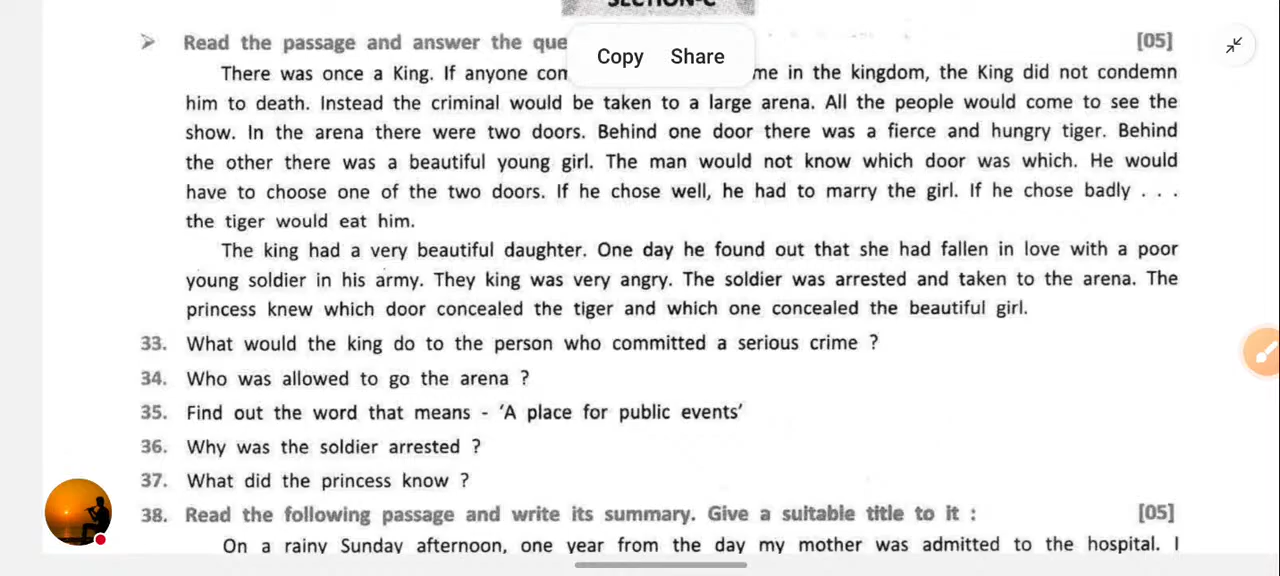 SECTION-C
➢ Read the passage and answer the que [05]
Copy Share
There was once a King. If anyone com me in the kingdom, the King did not condemn
him to death. Instead the criminal would be taken to a large arena. All the people would come to see the
show. In the arena there were two doors. Behind one door there was a fierce and hungry tiger. Behind
the other there was a beautiful young girl. The man would not know which door was which. He would
have to choose one of the two doors. If he chose well, he had to marry the girl. If he chose badly . . .
the tiger would eat him.
The king had a very beautiful daughter. One day he found out that she had fallen in love with a poor
young soldier in his army. They king was very angry. The soldier was arrested and taken to the arena. The
princess knew which door concealed the tiger and which one concealed the beautiful girl.
33. What would the king do to the person who committed a serious crime ?
34. Who was allowed to go the arena ?
35. Find out the word that means - 'A place for public events'
36. Why was the soldier arrested ?
37. What did the princess know ?
38. Read the following passage and write its summary. Give a suitable title to it : [05]
On a rainy Sunday afternoon, one year from the day my mother was admitted to the hospital. I